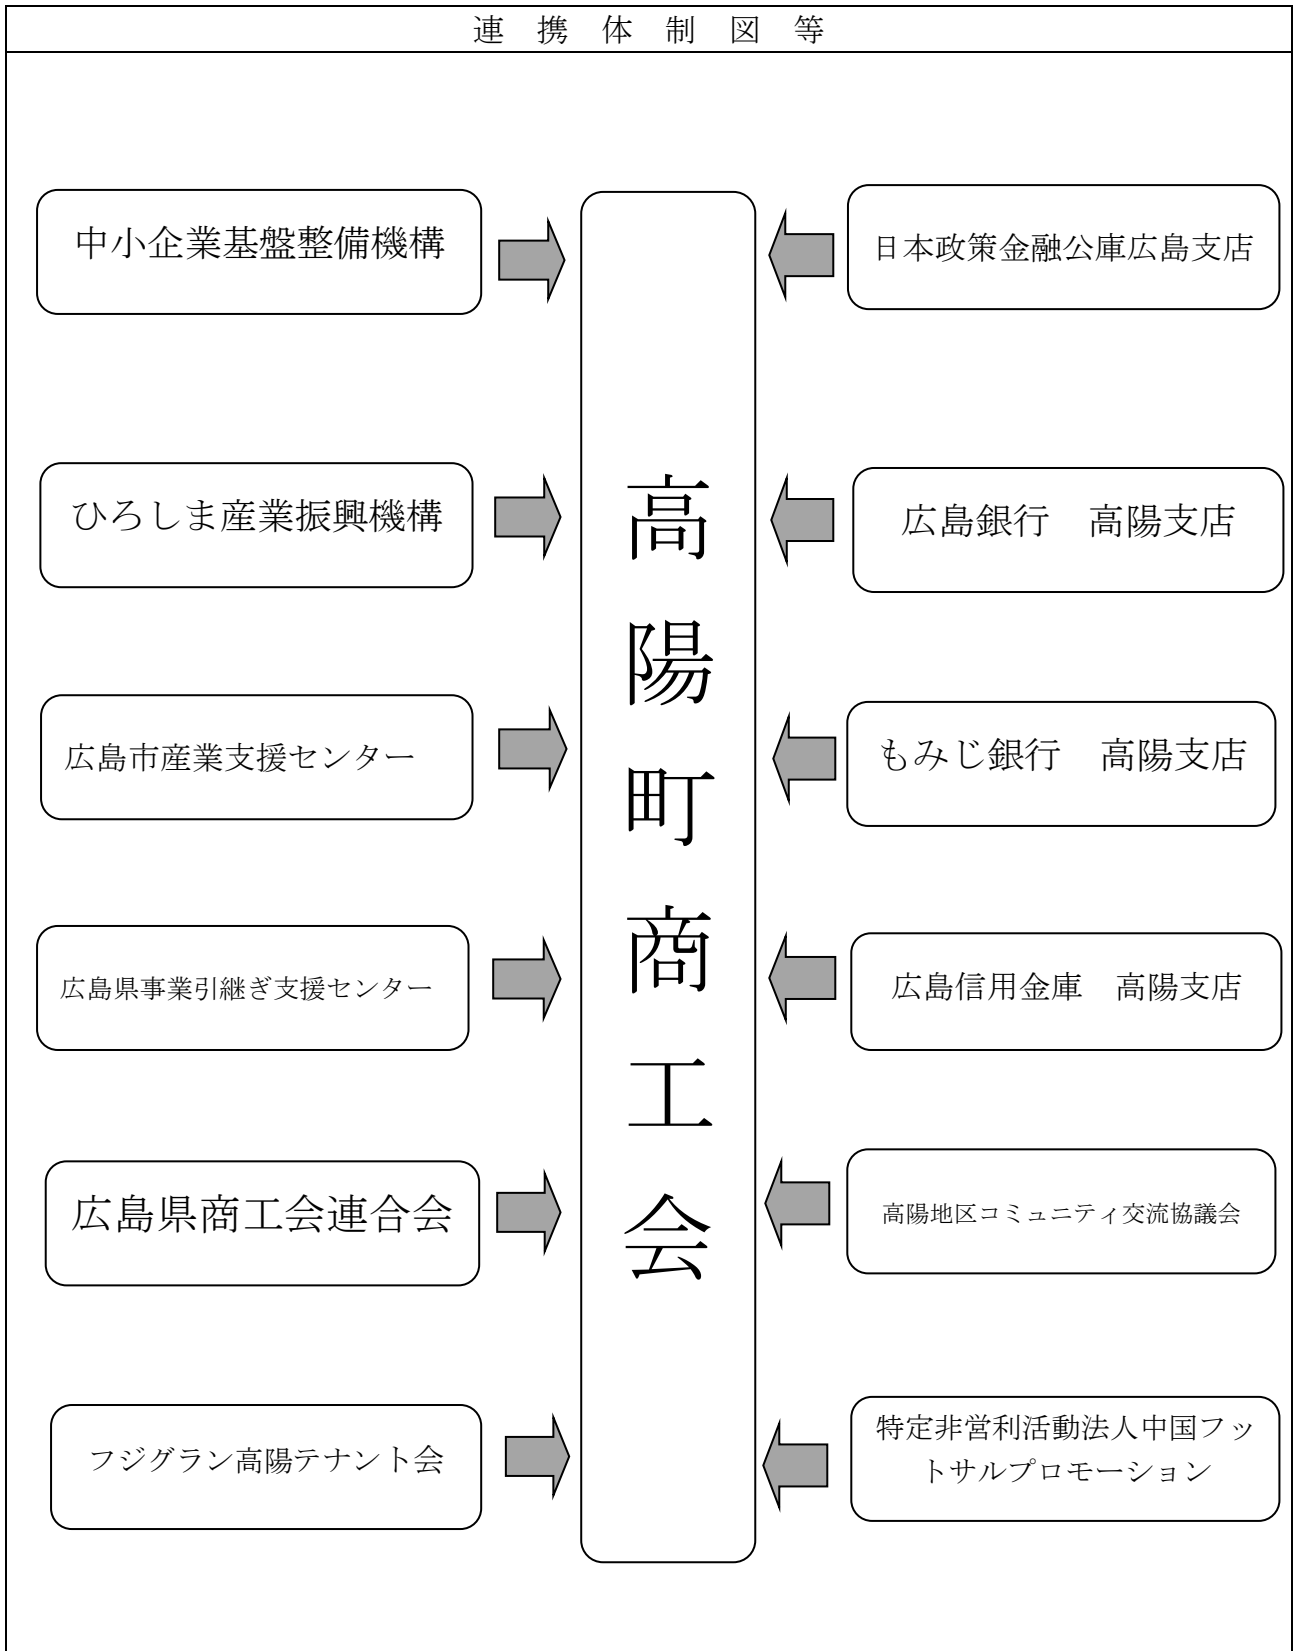 連携体制図等
中小企業基盤整備機構
日本政策金融公庫広島支店
ひろしま産業振興機構
広島銀行　高陽支店
広島市産業支援センター
もみじ銀行　高陽支店
広島県事業引継ぎ支援センター
広島信用金庫　高陽支店
広島県商工会連合会
高陽地区コミュニティ交流協議会
フジグラン高陽テナント会
特定非営利活動法人中国フッ
トサルプロモーション
高陽町商工会